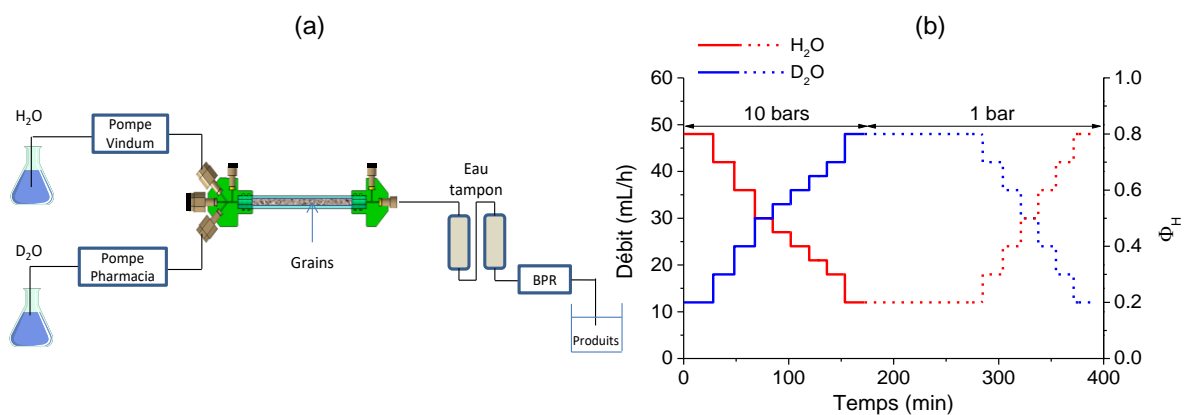 (a)
H₂O
Pompe
Vindum
D₂O
Pompe
Pharmacia
Grains
Eau
tampon
BPR
Produits
(b)
H₂O
D₂O
10 bars
1 bar
Débit (mL/h)
60
50
40
30
20
10
0
Φ_H
1.0
0.8
0.6
0.4
0.2
0.0
0
100
200
300
400
Temps (min)